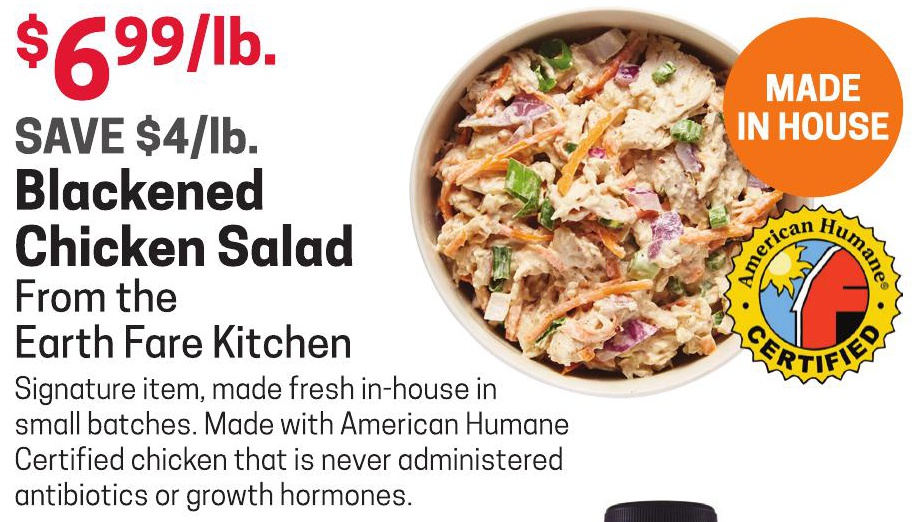 $6.99/lb.
SAVE $4/lb.
Blackened
Chicken Salad
From the
Earth Fare Kitchen
Signature item, made fresh in-house in
small batches. Made with American Humane
Certified chicken that is never administered
antibiotics or growth hormones.
MADE
IN HOUSE
American Humane®
CERTIFIED